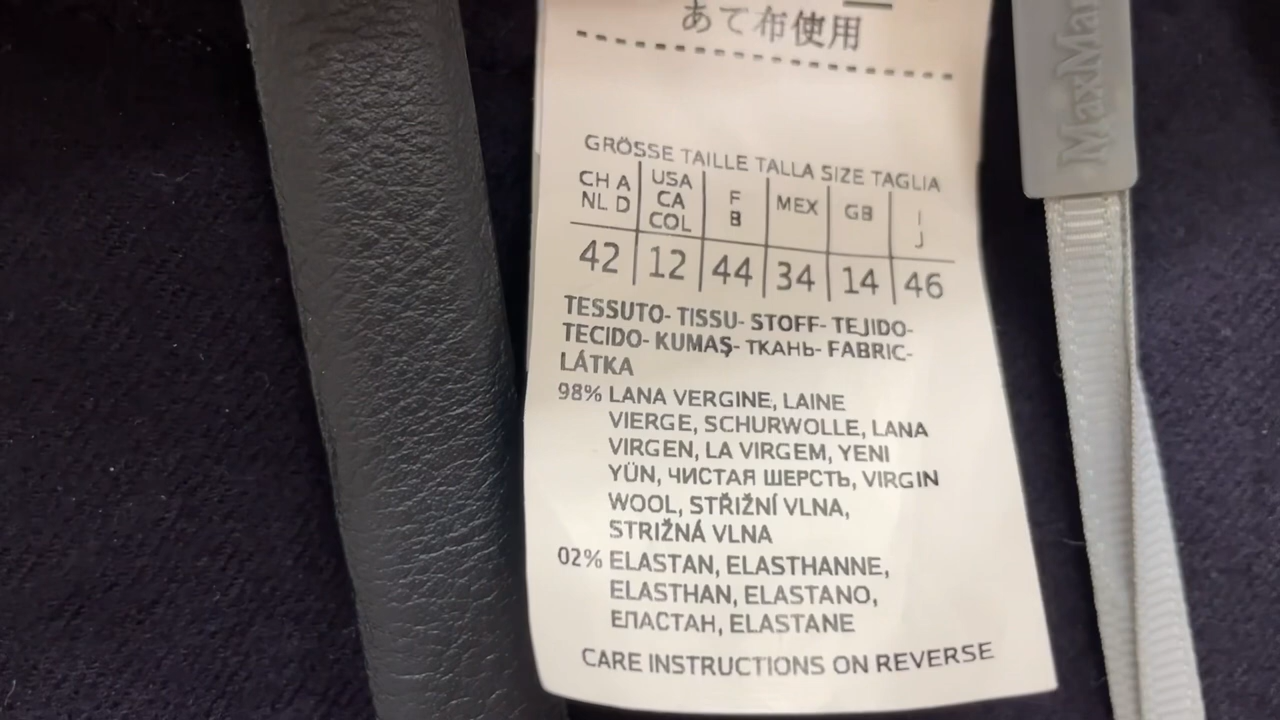 あて布使用
GRÖSSE TAILLE TALLA SIZE TAGLIA
CH A NL D | USA CA COL | F B | MEX | GB | I J
42 | 12 | 44 | 34 | 14 | 46
TESSUTO- TISSU- STOFF- TEJIDO-
TECIDO- KUMAŞ- ТКАНЬ- FABRIC-
LÁTKA
98% LANA VERGINE, LAINE
VIERGE, SCHURWOLLE, LANA
VIRGEN, LA VIRGEM, YENI
YÜN, ЧИСТАЯ ШЕРСТЬ, VIRGIN
WOOL, STŘIŽNÍ VLNA,
STRIŽNÁ VLNA
02% ELASTAN, ELASTHANNE,
ELASTHAN, ELASTANO,
ЕПАСТАН, ELASTANE
CARE INSTRUCTIONS ON REVERSE
MaxMar